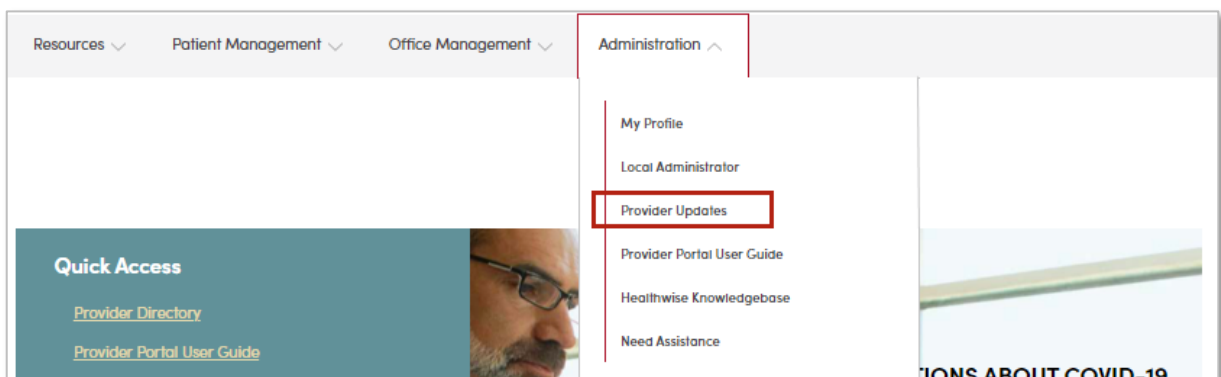 Resources Patient Management Office Management Administration
My Profile
Local Administrator
Provider Updates
Provider Portal User Guide
Healthwise Knowledgebase
Need Assistance
Quick Access
Provider Directory
Provider Portal User Guide
ABOUT COVID-19